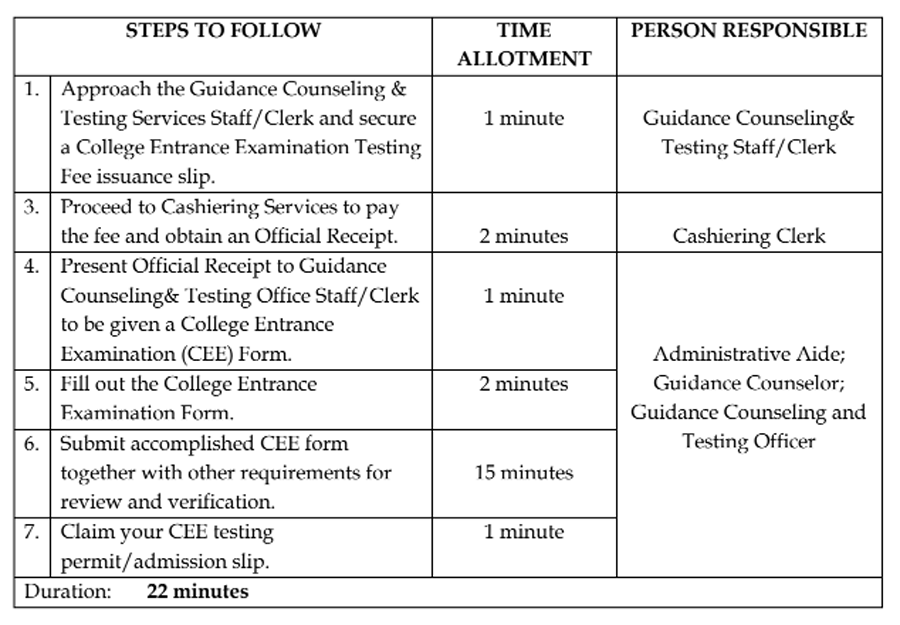 STEPS TO FOLLOW
TIME
ALLOTMENT
PERSON RESPONSIBLE
1. Approach the Guidance Counseling &
Testing Services Staff/Clerk and secure
a College Entrance Examination Testing
Fee issuance slip.
1 minute
Guidance Counseling&
Testing Staff/Clerk
3. Proceed to Cashiering Services to pay
the fee and obtain an Official Receipt.
2 minutes
Cashiering Clerk
4. Present Official Receipt to Guidance
Counseling& Testing Office Staff/Clerk
to be given a College Entrance
Examination (CEE) Form.
1 minute
Administrative Aide;
Guidance Counselor;
Guidance Counseling and
Testing Officer
5. Fill out the College Entrance
Examination Form.
2 minutes
6. Submit accomplished CEE form
together with other requirements for
review and verification.
15 minutes
7. Claim your CEE testing
permit/admission slip.
1 minute
Duration: 22 minutes